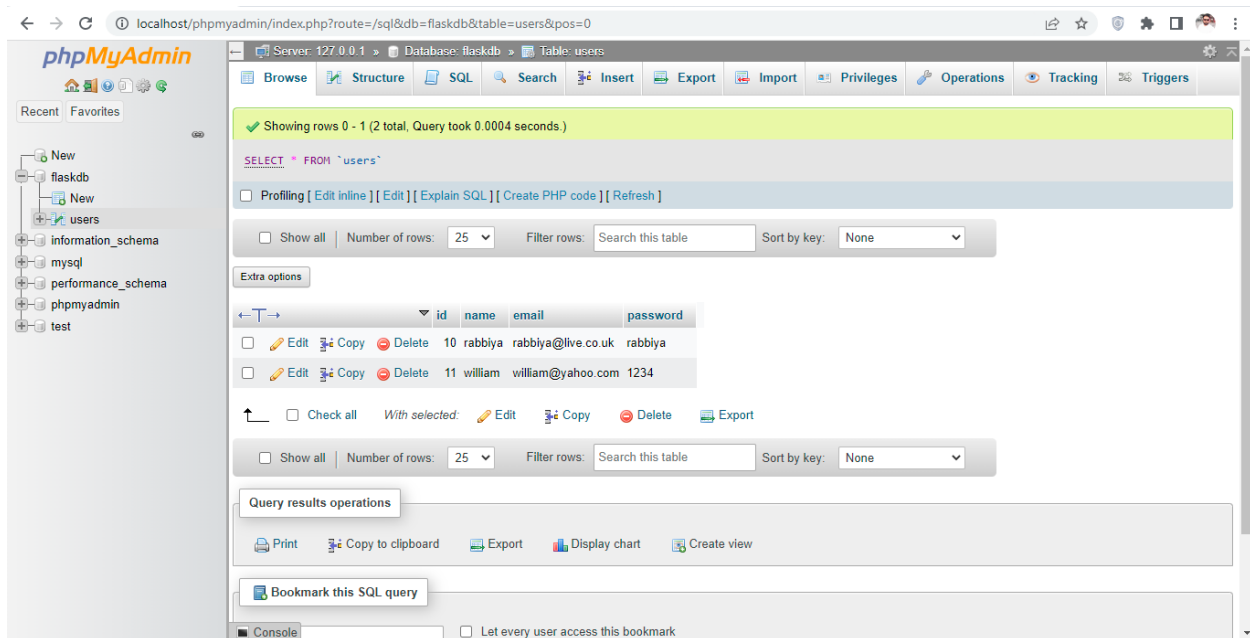 localhost/phpmyadmin/index.php?route=/sql&db=flaskdb&table=users&pos=0
phpMyAdmin
Recent Favorites
New
flaskdb
New
users
information_schema
mysql
performance_schema
phpmyadmin
test
Server: 127.0.0.1 » Database: flaskdb » Table: users
Browse Structure SQL Search Insert Export Import Privileges Operations Tracking Triggers
Showing rows 0 - 1 (2 total, Query took 0.0004 seconds.)
SELECT * FROM `users`
Profiling [ Edit inline ] [ Edit ] [ Explain SQL ] [ Create PHP code ] [ Refresh ]
Show all | Number of rows: 25 Filter rows: Search this table Sort by key: None
Extra options
←T→ id name email password
Edit Copy Delete 10 rabbiya rabbiya@live.co.uk rabbiya
Edit Copy Delete 11 william william@yahoo.com 1234
Check all With selected: Edit Copy Delete Export
Show all | Number of rows: 25 Filter rows: Search this table Sort by key: None
Query results operations
Print Copy to clipboard Export Display chart Create view
Bookmark this SQL query
Console Let every user access this bookmark